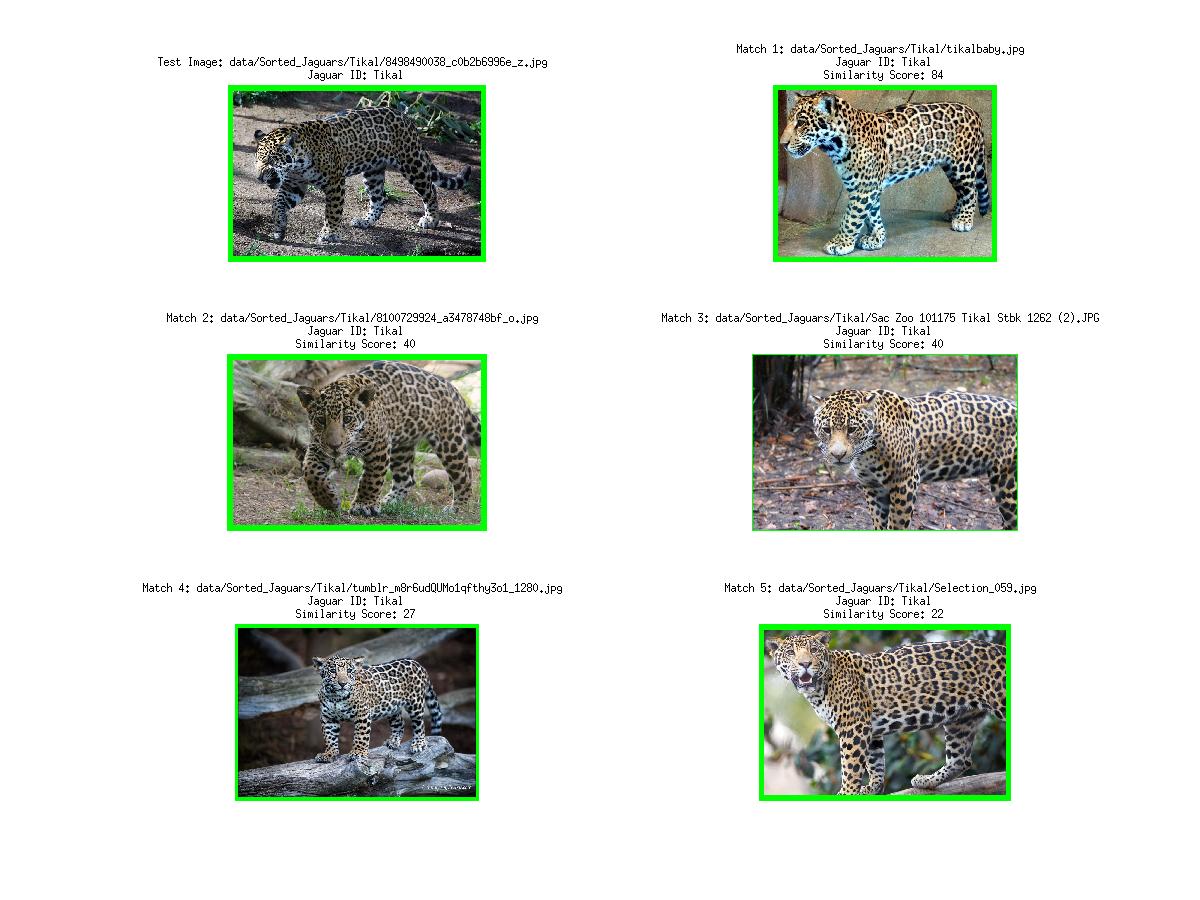 Test Image: data/Sorted_Jaguars/Tikal/8498490038_c0b2b6996e_z.jpg
Jaguar ID: Tikal
Match 1: data/Sorted_Jaguars/Tikal/tikalbaby.jpg
Jaguar ID: Tikal
Similarity Score: 84
Match 2: data/Sorted_Jaguars/Tikal/8100729924_a3478748bf_o.jpg
Jaguar ID: Tikal
Similarity Score: 40
Match 3: data/Sorted_Jaguars/Tikal/Sac Zoo 101175 Tikal Stbk 1262 (2).JPG
Jaguar ID: Tikal
Similarity Score: 40
Match 4: data/Sorted_Jaguars/Tikal/tumblr_m8r6udQUMo1qfthy3o1_1280.jpg
Jaguar ID: Tikal
Similarity Score: 27
Match 5: data/Sorted_Jaguars/Tikal/Selection_059.jpg
Jaguar ID: Tikal
Similarity Score: 22